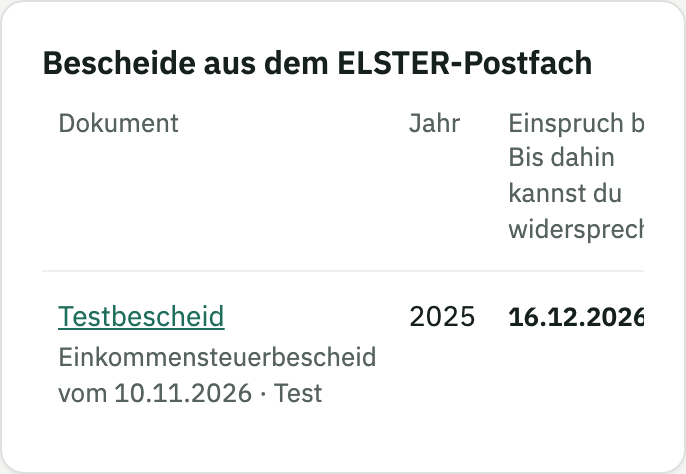 Bescheide aus dem ELSTER-Postfach
Dokument Jahr Einspruch b
Bis dahin
kannst du
widersprech
Testbescheid 2025 16.12.2026
Einkommensteuerbescheid
vom 10.11.2026 · Test